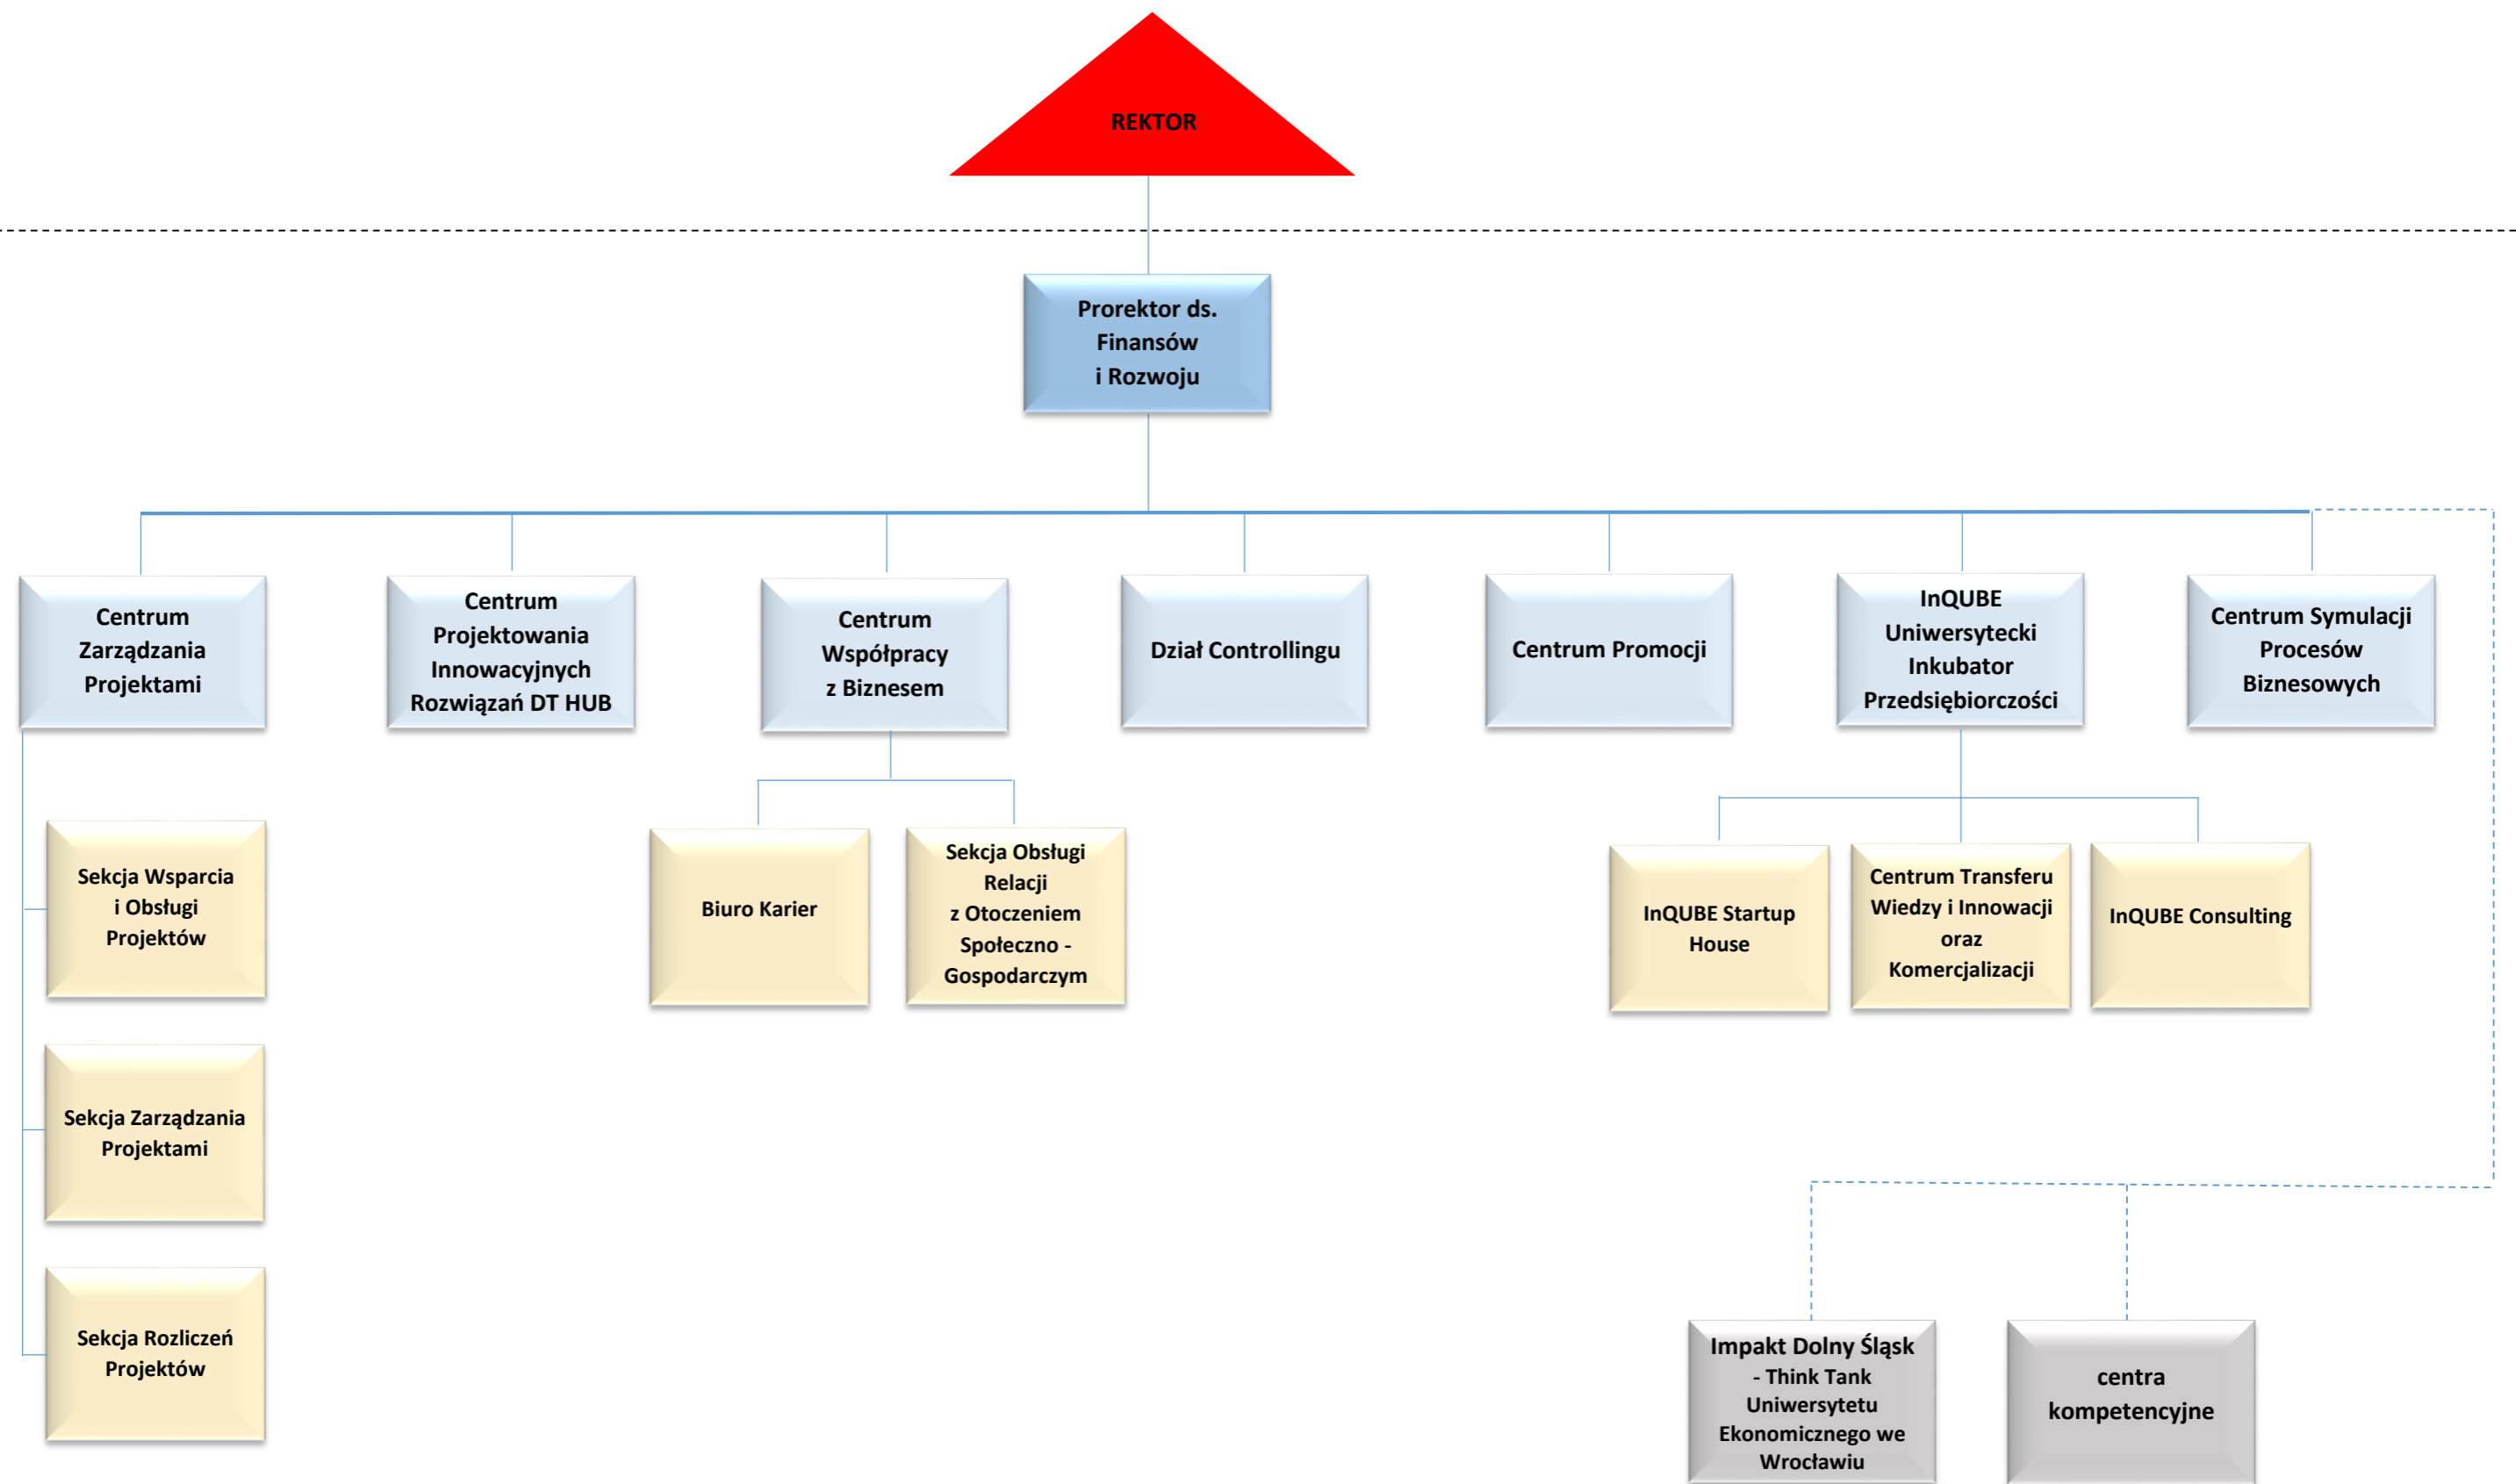 REKTOR
Prorektor ds.
Finansów
i Rozwoju
Centrum
Zarządzania
Projektami
Centrum
Projektowania
Innowacyjnych
Rozwiązań DT HUB
Centrum
Współpracy
z Biznesem
Dział Controllingu
Centrum Promocji
InQUBE
Uniwersytecki
Inkubator
Przedsiębiorczości
Centrum Symulacji
Procesów
Biznesowych
Sekcja Wsparcia
i Obsługi
Projektów
Biuro Karier
Sekcja Obsługi
Relacji
z Otoczeniem
Społeczno -
Gospodarczym
InQUBE Startup
House
Centrum Transferu
Wiedzy i Innowacji
oraz
Komercjalizacji
InQUBE Consulting
Sekcja Zarządzania
Projektami
Sekcja Rozliczeń
Projektów
Impakt Dolny Śląsk
- Think Tank
Uniwersytetu
Ekonomicznego we
Wrocławiu
centra
kompetencyjne